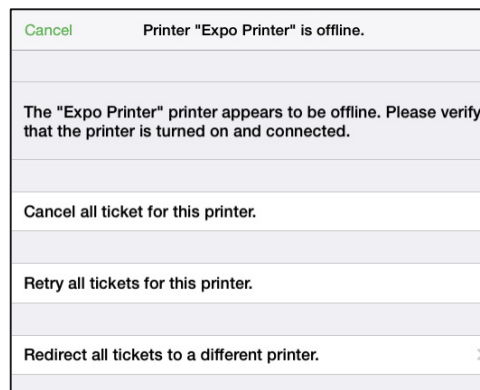 Cancel Printer "Expo Printer" is offline.
The "Expo Printer" printer appears to be offline. Please verify
that the printer is turned on and connected.
Cancel all ticket for this printer.
Retry all tickets for this printer.
Redirect all tickets to a different printer.